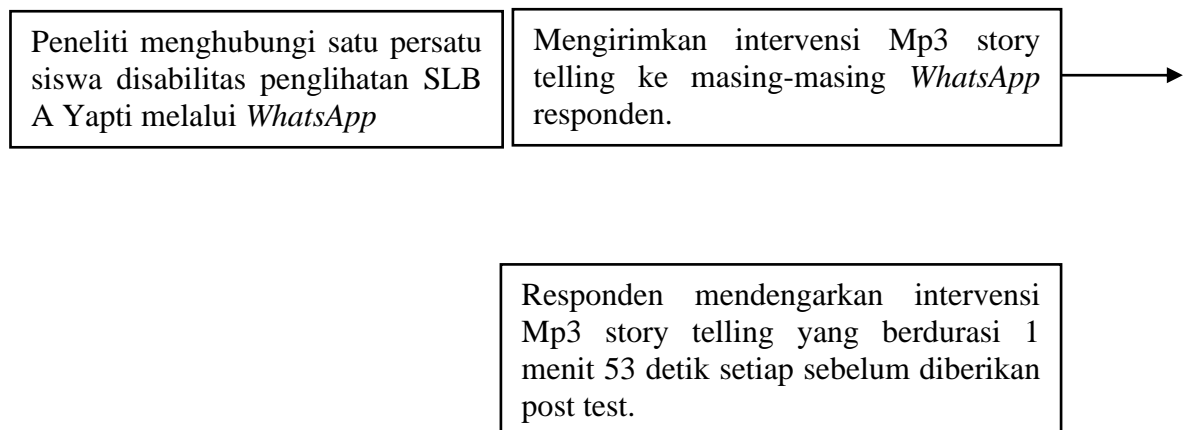 Peneliti menghubungi satu persatu
siswa disabilitas penglihatan SLB
A Yapti melalui WhatsApp
Mengirimkan intervensi Mp3 story
telling ke masing-masing WhatsApp
responden.
Responden mendengarkan intervensi
Mp3 story telling yang berdurasi 1
menit 53 detik setiap sebelum diberikan
post test.